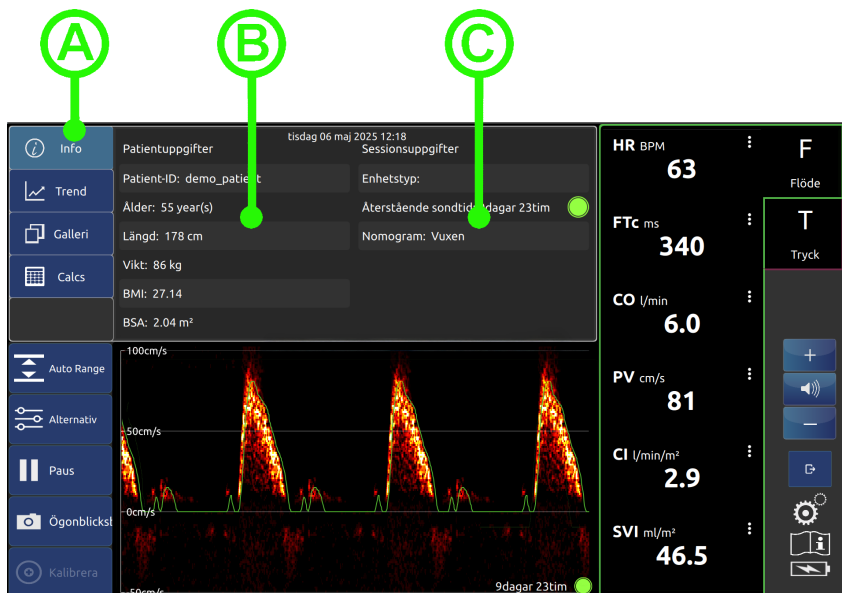 A
B
C
tisdag 06 maj 2025 12:18
Info
Trend
Galleri
Calcs
Patientuppgifter
Patient-ID: demo_patient
Ålder: 55 year(s)
Längd: 178 cm
Vikt: 86 kg
BMI: 27.14
BSA: 2.04 m²
Sessionsuppgifter
Enhetstyp:
Återstående sondtid: 9dagar 23tim
Nomogram: Vuxen
Auto Range
Alternativ
Paus
Ögonblicksb
Kalibrera
100cm/s
50cm/s
0cm/s
-50cm/s
9dagar 23tim
HR BPM
63
FTc ms
340
CO l/min
6.0
PV cm/s
81
CI l/min/m²
2.9
SVI ml/m²
46.5
F
Flöde
T
Tryck
+
−